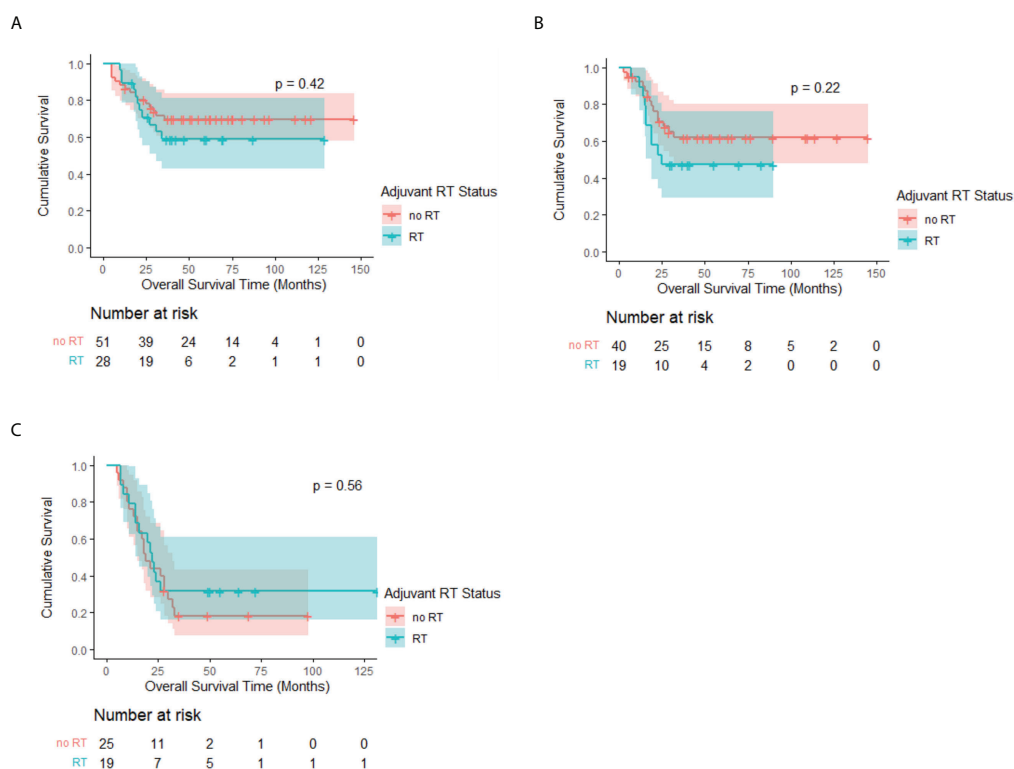 A
1.0
0.8
0.6
0.4
0.2
0.0
Cumulative Survival
p = 0.42
0 25 50 75 100 125 150
Overall Survival Time (Months)
Adjuvant RT Status
no RT
RT
Number at risk
no RT 51 39 24 14 4 1 0
RT 28 19 6 2 1 1 0
B
1.0
0.8
0.6
0.4
0.2
0.0
Cumulative Survival
p = 0.22
0 25 50 75 100 125 150
Overall Survival Time (Months)
Adjuvant RT Status
no RT
RT
Number at risk
no RT 40 25 15 8 5 2 0
RT 19 10 4 2 0 0 0
C
1.0
0.8
0.6
0.4
0.2
0.0
Cumulative Survival
p = 0.56
0 25 50 75 100 125
Overall Survival Time (Months)
Adjuvant RT Status
no RT
RT
Number at risk
no RT 25 11 2 1 0 0
RT 19 7 5 1 1 1